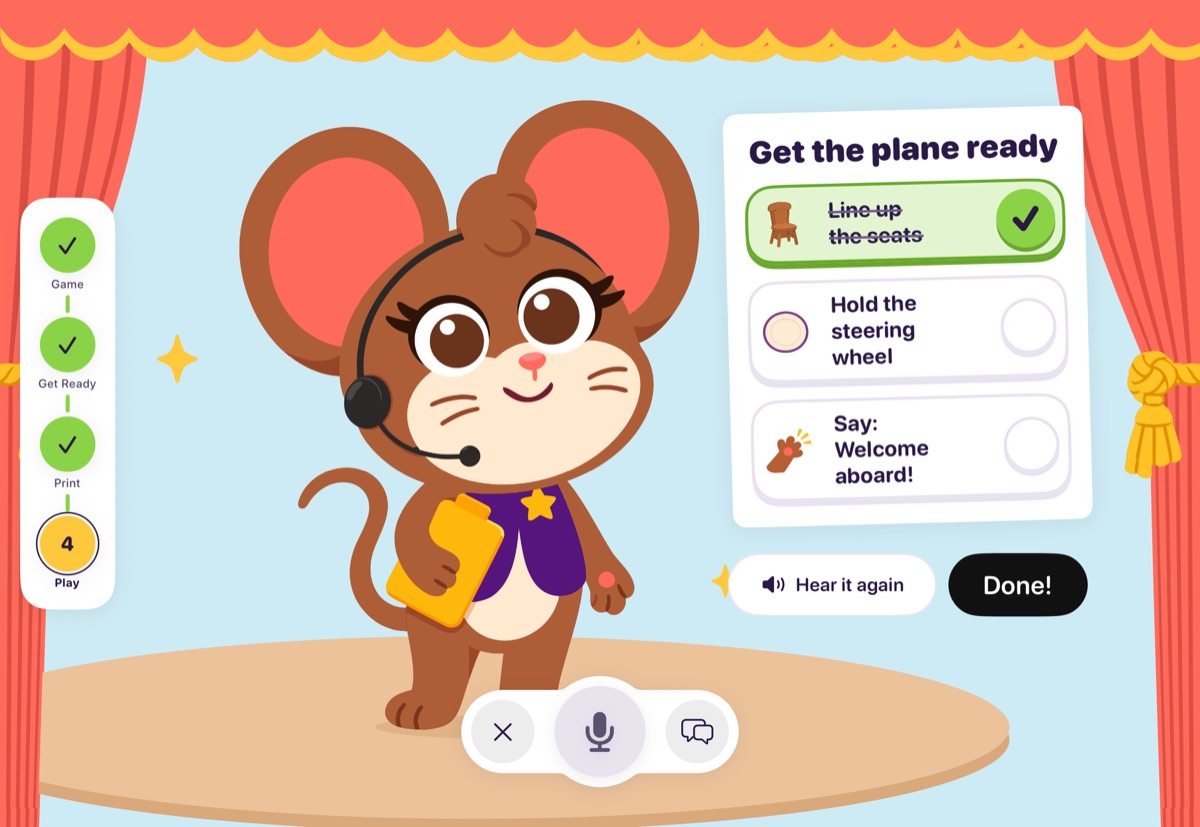 Get the plane ready
Line up
the seats
Hold the
steering
wheel
Say:
Welcome
aboard!
Hear it again
Done!
Game
Get Ready
Print
4
Play